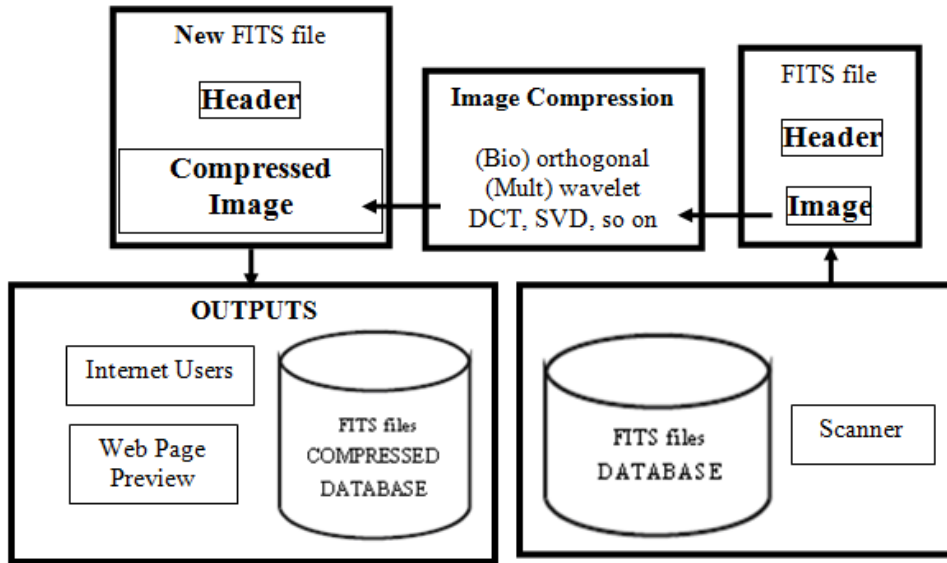 New FITS file
Header
Compressed
Image
Image Compression
(Bio) orthogonal
(Mult) wavelet
DCT, SVD, so on
FITS file
Header
Image
OUTPUTS
Internet Users
Web Page
Preview
FITS files
COMPRESSED
DATABASE
FITS files
DATABASE
Scanner